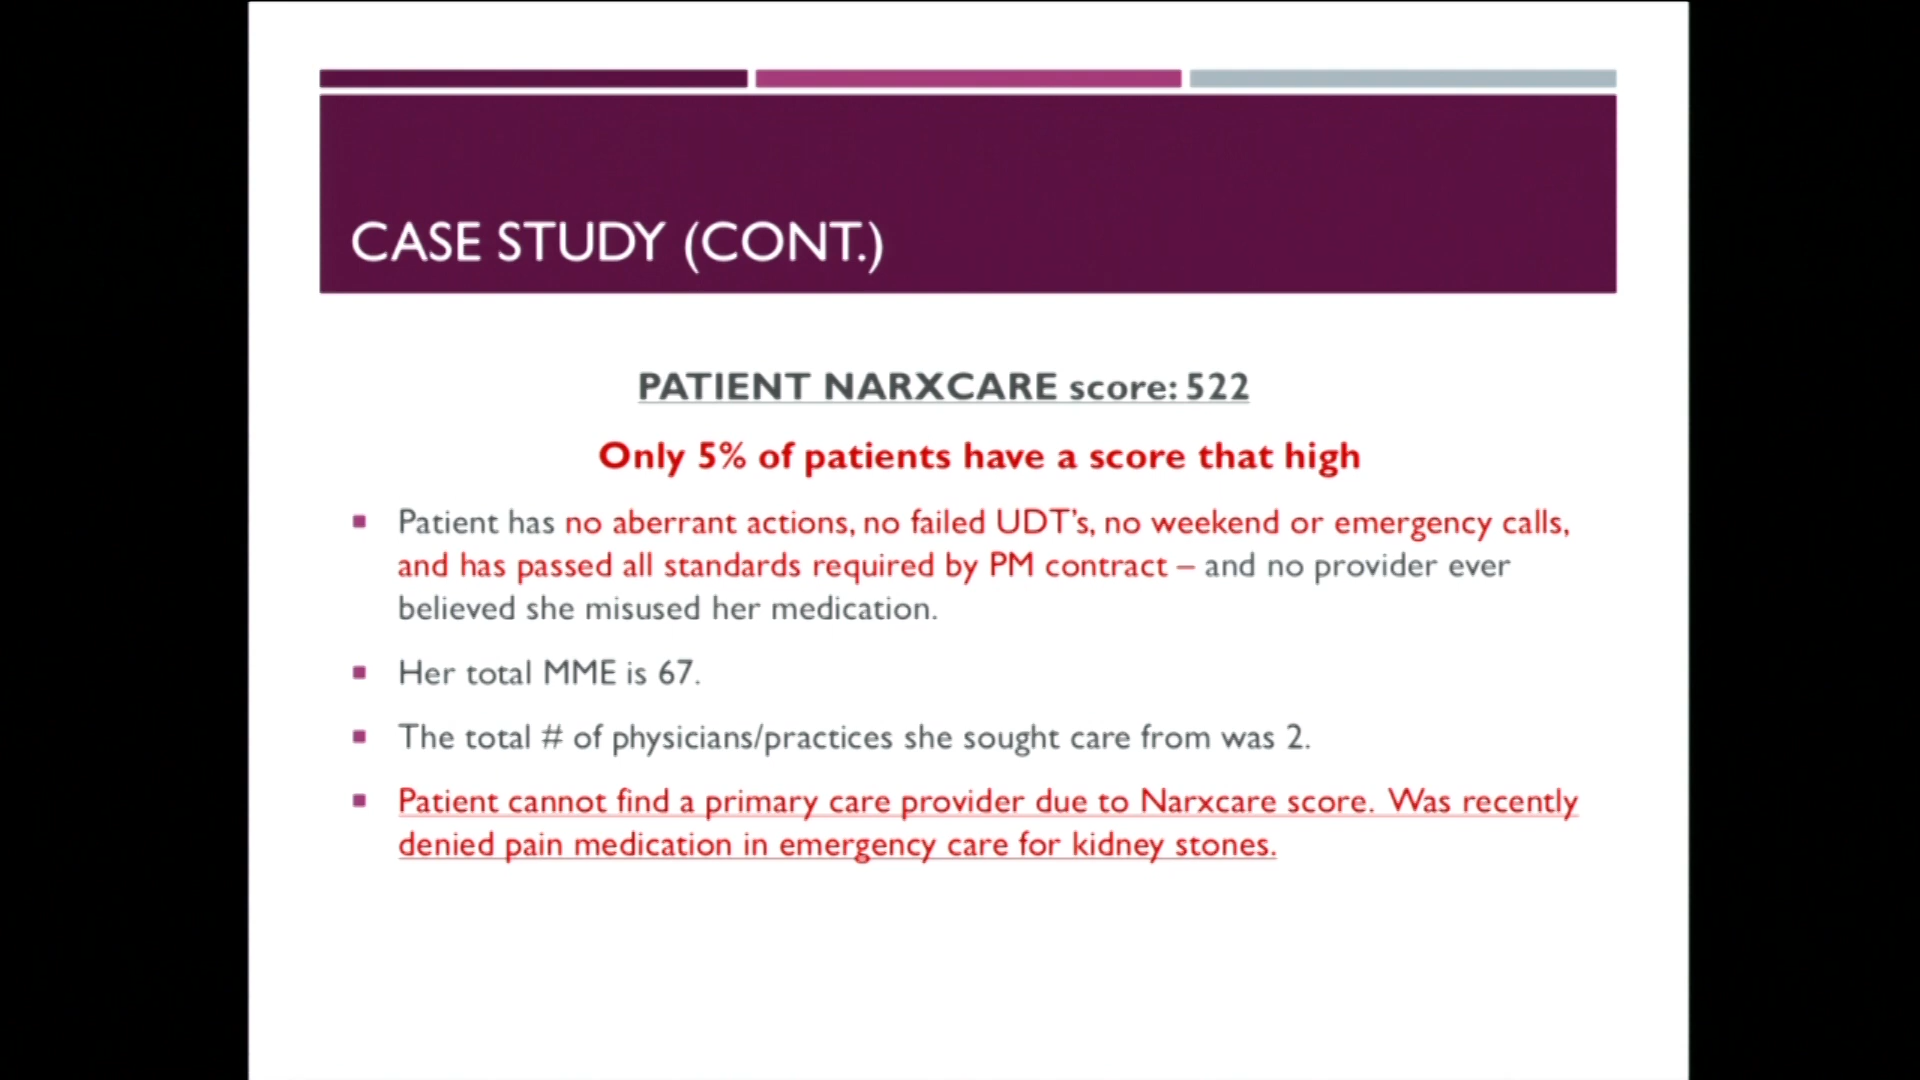 CASE STUDY (CONT.)
PATIENT NARXCARE score: 522
Only 5% of patients have a score that high
Patient has no aberrant actions, no failed UDT's, no weekend or emergency calls,
and has passed all standards required by PM contract – and no provider ever
believed she misused her medication.
Her total MME is 67.
The total # of physicians/practices she sought care from was 2.
Patient cannot find a primary care provider due to Narxcare score. Was recently
denied pain medication in emergency care for kidney stones.